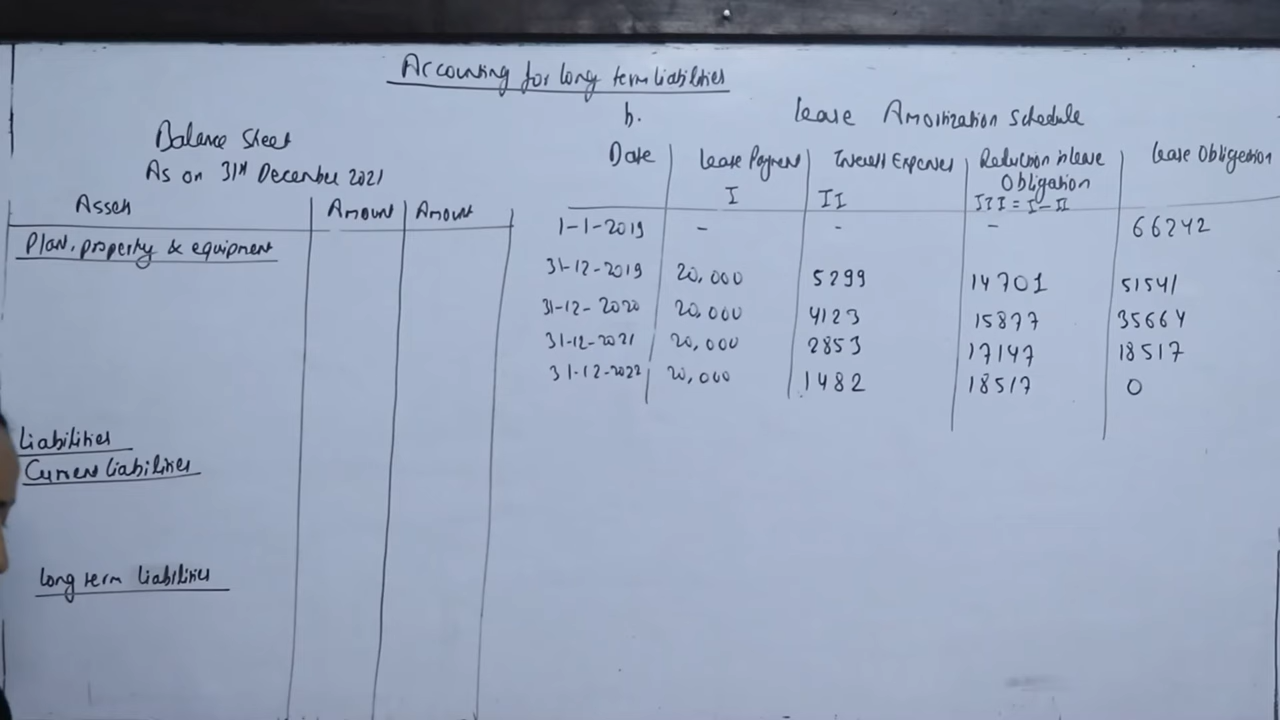 Accounting for long term liabilities
Balance Sheet
As on 31st December 2021
Assets Amount Amount
Plan, property & equipment
Liabilities
Current liabilities
Long term liabilities
b. Lease Amortization Schedule
Date Lease Payment Interest Expenses Reduction in lease Obligation Lease Obligation
I II III = I - II
1-1-2019 - - - 66242
31-12-2019 20,000 5299 14701 51541
31-12-2020 20,000 4123 15877 35664
31-12-2021 20,000 2853 17147 18517
31-12-2022 20,000 1482 18517 0